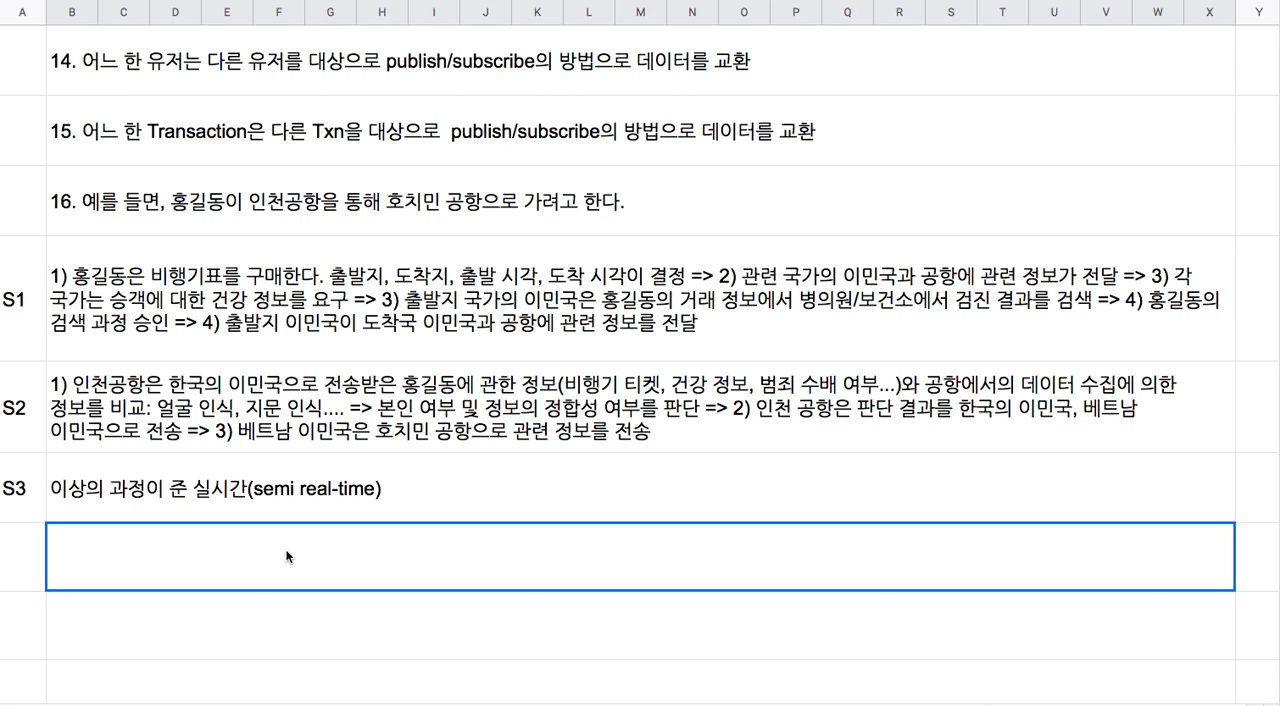 A B C D E F G H I J K L M N O P Q R S T U V W X Y
14. 어느 한 유저는 다른 유저를 대상으로 publish/subscribe의 방법으로 데이터를 교환
15. 어느 한 Transaction은 다른 Txn을 대상으로 publish/subscribe의 방법으로 데이터를 교환
16. 예를 들면, 홍길동이 인천공항을 통해 호치민 공항으로 가려고 한다.
1) 홍길동은 비행기표를 구매한다. 출발지, 도착지, 출발 시각, 도착 시각이 결정 => 2) 관련 국가의 이민국과 공항에 관련 정보가 전달 => 3) 각
S1 국가는 승객에 대한 건강 정보를 요구 => 3) 출발지 국가의 이민국은 홍길동의 거래 정보에서 병의원/보건소에서 검진 결과를 검색 => 4) 홍길동의
검색 과정 승인 => 4) 출발지 이민국이 도착국 이민국과 공항에 관련 정보를 전달
1) 인천공항은 한국의 이민국으로 전송받은 홍길동에 관한 정보(비행기 티켓, 건강 정보, 범죄 수배 여부...)와 공항에서의 데이터 수집에 의한
S2 정보를 비교: 얼굴 인식, 지문 인식.... => 본인 여부 및 정보의 정합성 여부를 판단 => 2) 인천 공항은 판단 결과를 한국의 이민국, 베트남
이민국으로 전송 => 3) 베트남 이민국은 호치민 공항으로 관련 정보를 전송
S3 이상의 과정이 준 실시간(semi real-time)